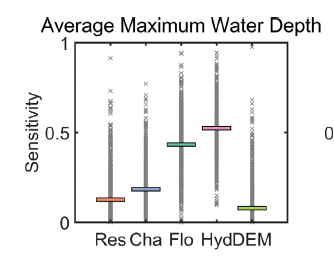 Average Maximum Water Depth
1
Sensitivity
0.5
0
0
Res Cha Flo HydDEM